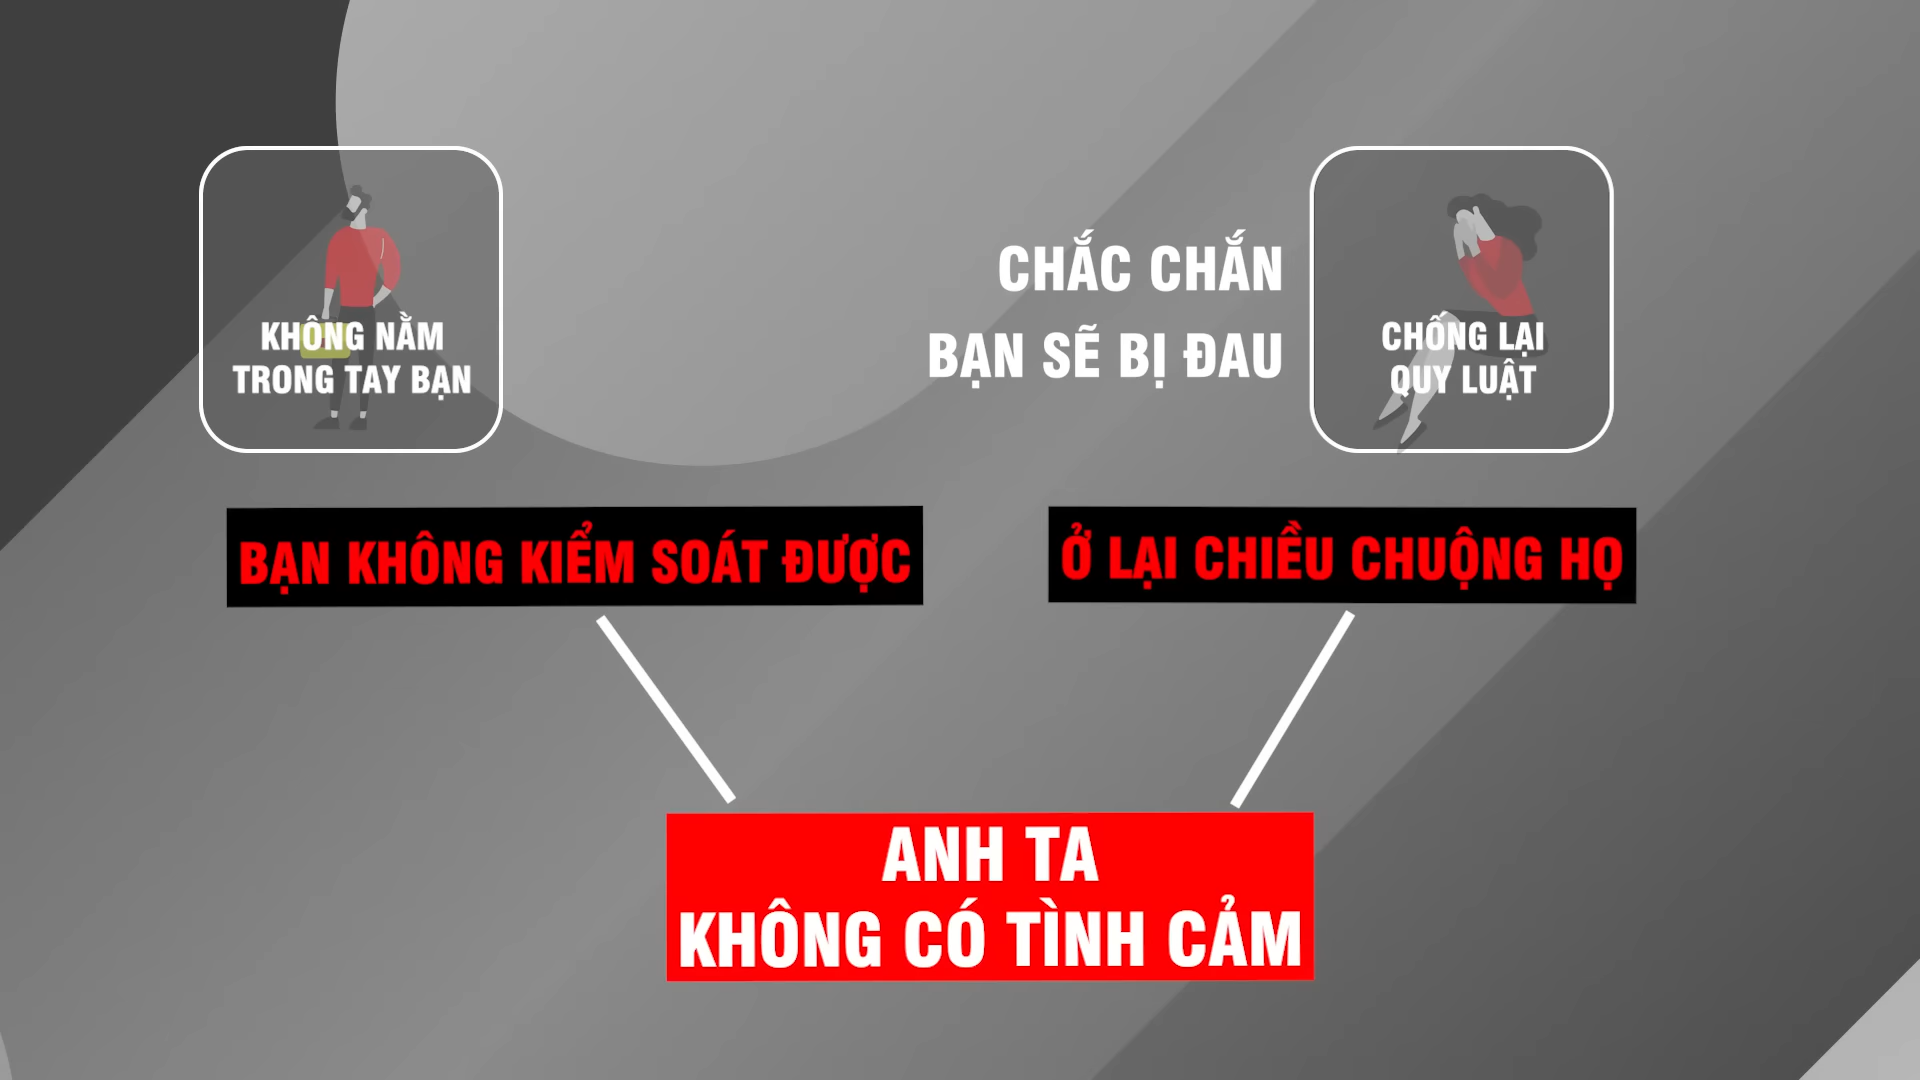 KHÔNG NẰM
TRONG TAY BẠN
CHẮC CHẮN
BẠN SẼ BỊ ĐAU
CHỐNG LẠI
QUY LUẬT
BẠN KHÔNG KIỂM SOÁT ĐƯỢC
Ở LẠI CHIỀU CHUỘNG HỌ
ANH TA
KHÔNG CÓ TÌNH CẢM